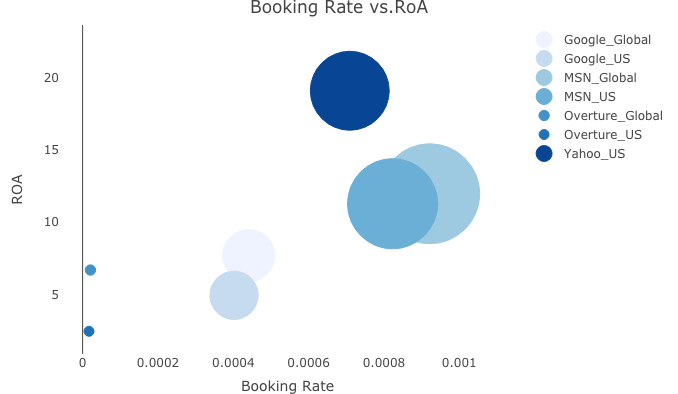 Booking Rate vs.RoA
20
15
10
5
ROA
0
0.0002
0.0004
0.0006
0.0008
0.001
Booking Rate
Google_Global
Google_US
MSN_Global
MSN_US
Overture_Global
Overture_US
Yahoo_US